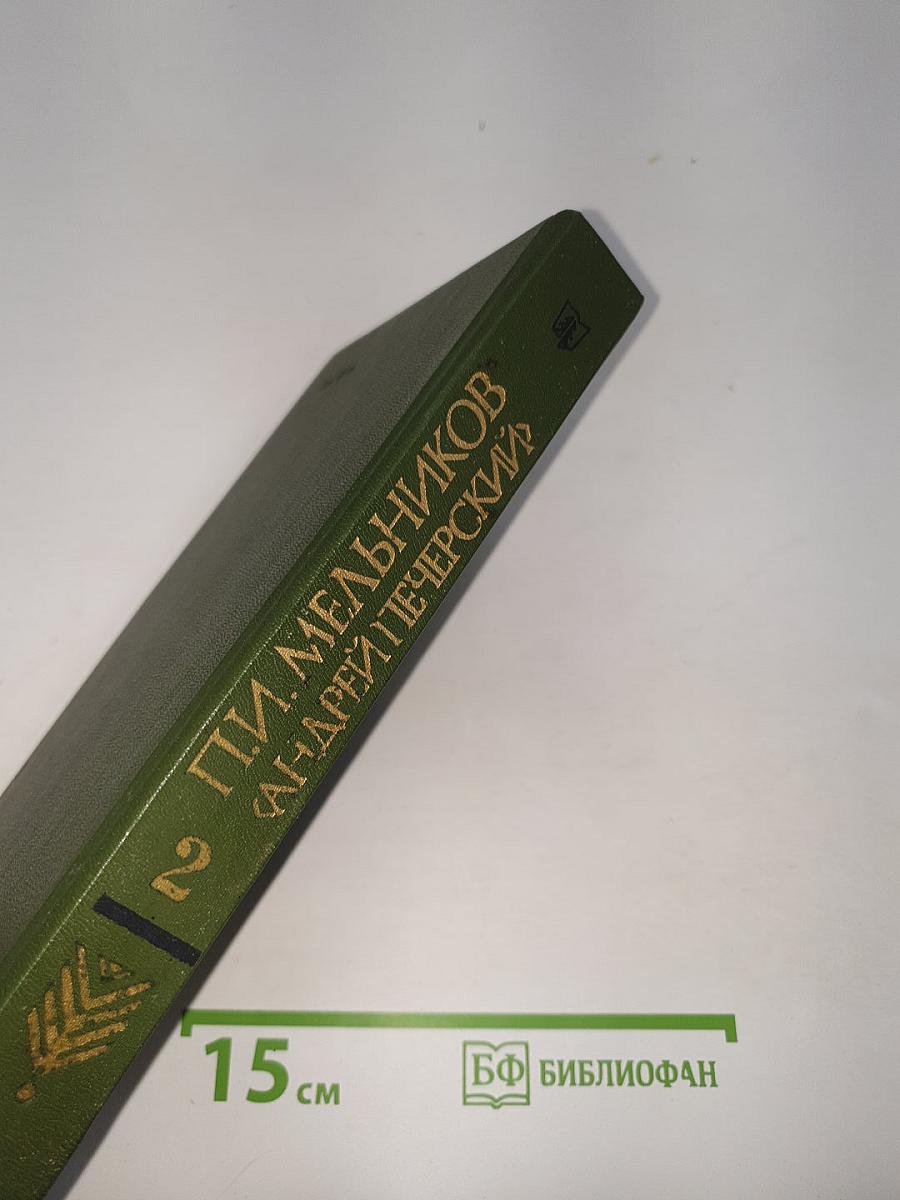 П.И. МЕЛЬНИКОВ
(АНДРЕЙ ПЕЧЕРСКИЙ)
2
15 см
БФ БИБЛИОФАН